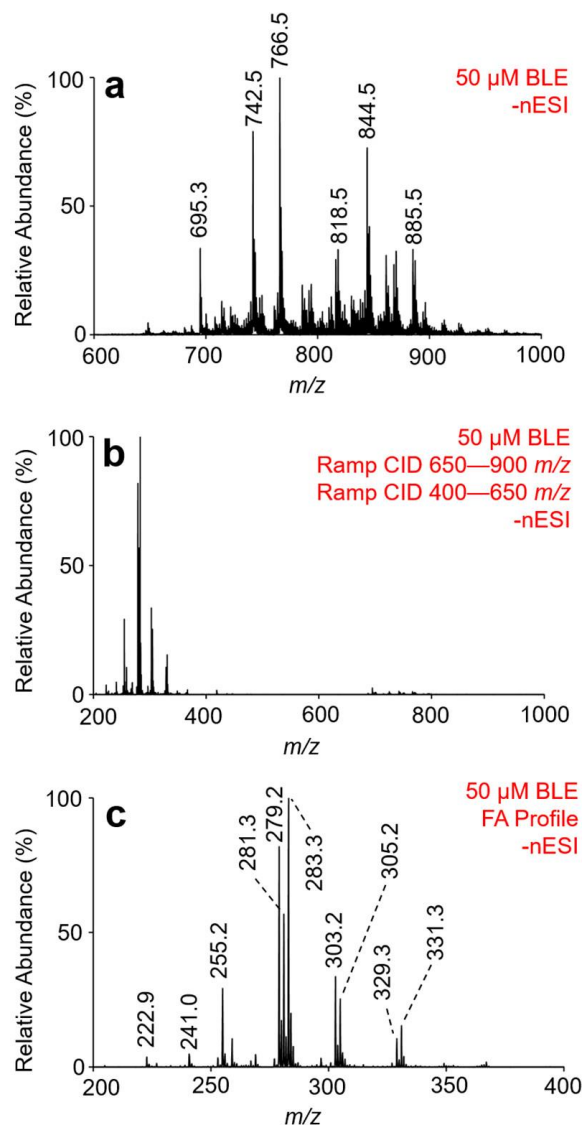 a
50 µM BLE
-nESI
Relative Abundance (%)
100
50
0
695.3
742.5
766.5
818.5
844.5
885.5
600
700
800
900
1000
m/z
b
50 µM BLE
Ramp CID 650—900 m/z
Ramp CID 400—650 m/z
-nESI
Relative Abundance (%)
100
50
0
200
400
600
800
1000
m/z
c
50 µM BLE
FA Profile
-nESI
Relative Abundance (%)
100
50
0
222.9
241.0
255.2
281.3
279.2
283.3
303.2
305.2
329.3
331.3
200
250
300
350
400
m/z